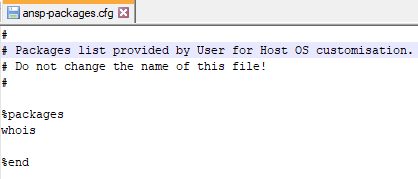 ansp-packages.cfg
#
# Packages list provided by User for Host OS customisation.
# Do not change the name of this file!
#
%packages
whois
%end